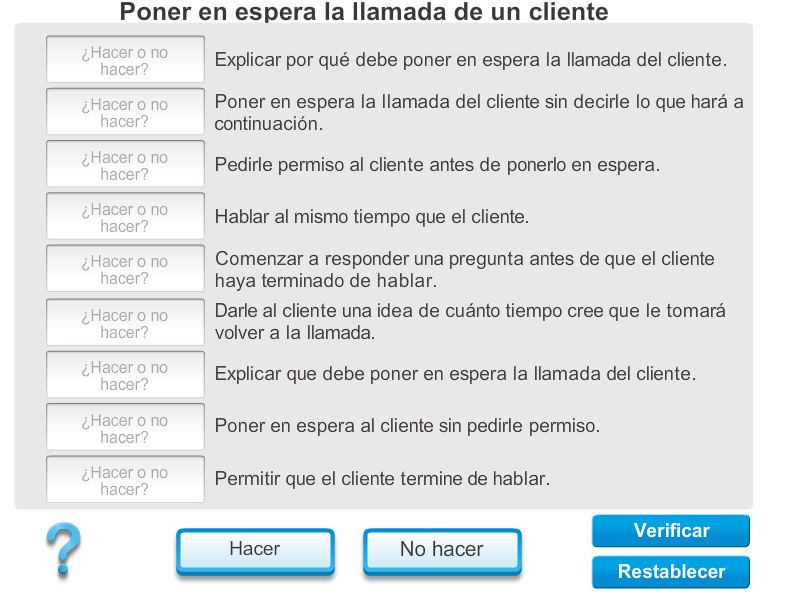 Poner en espera la llamada de un cliente
¿Hacer o no
hacer?
Explicar por qué debe poner en espera la llamada del cliente.
¿Hacer o no
hacer?
Poner en espera la llamada del cliente sin decirle lo que hará a
continuación.
¿Hacer o no
hacer?
Pedirle permiso al cliente antes de ponerlo en espera.
¿Hacer o no
hacer?
Hablar al mismo tiempo que el cliente.
¿Hacer o no
hacer?
Comenzar a responder una pregunta antes de que el cliente
haya terminado de hablar.
¿Hacer o no
hacer?
Darle al cliente una idea de cuánto tiempo cree que le tomará
volver a la llamada.
¿Hacer o no
hacer?
Explicar que debe poner en espera la llamada del cliente.
¿Hacer o no
hacer?
Poner en espera al cliente sin pedirle permiso.
¿Hacer o no
hacer?
Permitir que el cliente termine de hablar.
?
Hacer
No hacer
Verificar
Restablecer